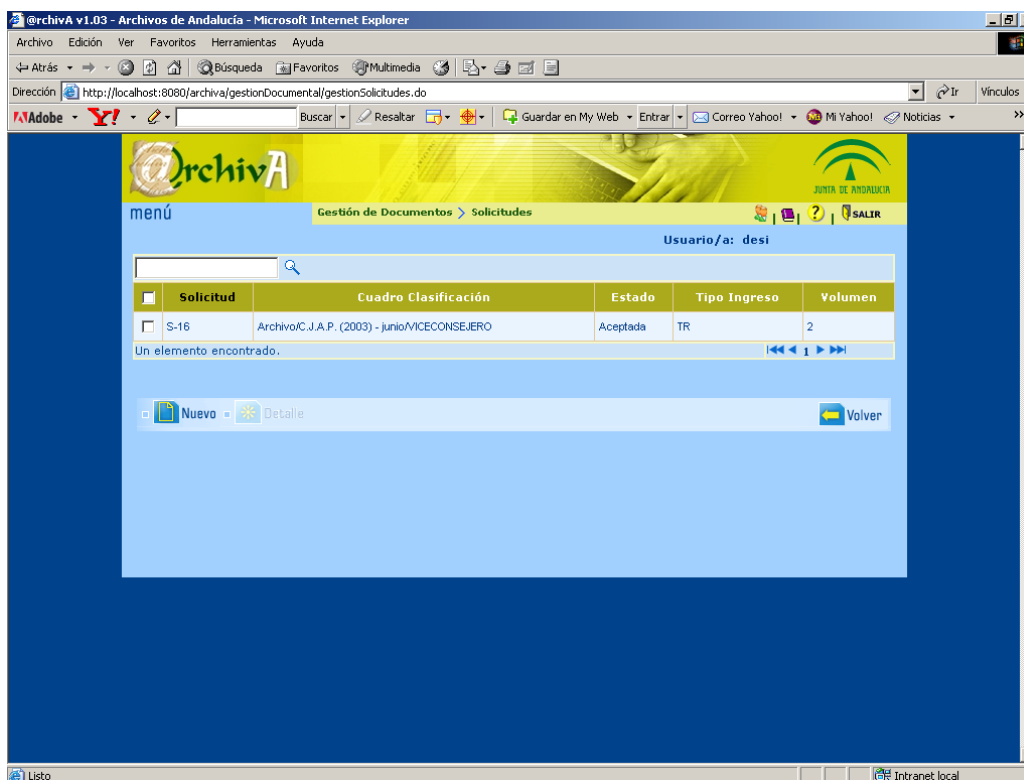 @rchivA v1.03 - Archivos de Andalucía - Microsoft Internet Explorer
Archivo Edición Ver Favoritos Herramientas Ayuda
Atrás Búsqueda Favoritos Multimedia
Dirección http://localhost:8080/archiva/gestionDocumental/gestionSolicitudes.do Ir Vínculos
Adobe Y! Buscar Resaltar Guardar en My Web Entrar Correo Yahoo! Mi Yahoo! Noticias »
@rchivA
JUNTA DE ANDALUCIA
menú Gestión de Documentos > Solicitudes | | ? | SALIR
Usuario/a: desi
Solicitud Cuadro Clasificación Estado Tipo Ingreso Volumen
S-16 Archivo/C.J.A.P. (2003) - junio/VICECONSEJERO Aceptada TR 2
Un elemento encontrado. 1
Nuevo Detalle Volver
Listo Intranet local